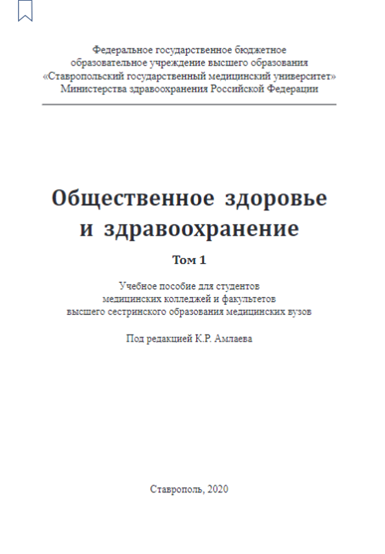 Федеральное государственное бюджетное
образовательное учреждение высшего образования
«Ставропольский государственный медицинский университет»
Министерства здравоохранения Российской Федерации
Общественное здоровье
и здравоохранение
Том 1
Учебное пособие для студентов
медицинских колледжей и факультетов
высшего сестринского образования медицинских вузов
Под редакцией К.Р. Амлаева
Ставрополь, 2020